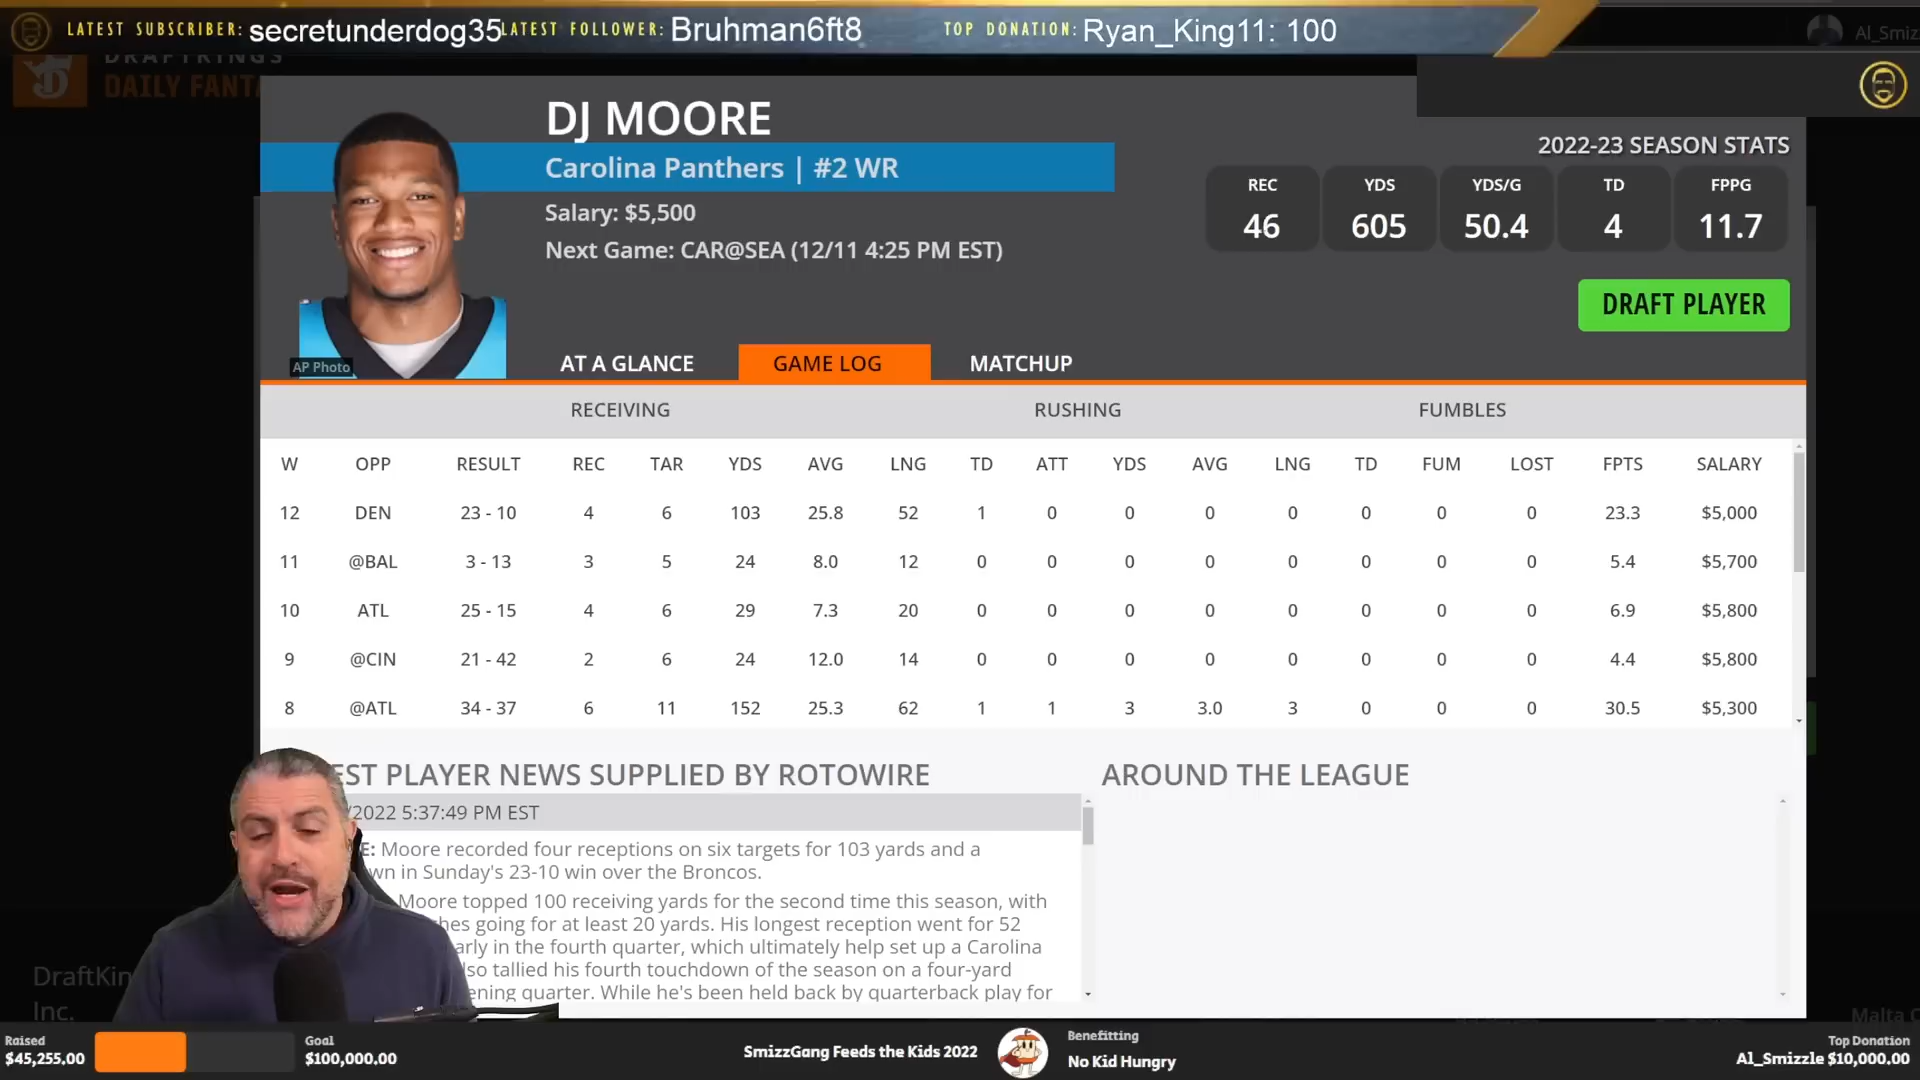 LATEST SUBSCRIBER: secretunderdog35 LATEST FOLLOWER: Bruhman6ft8 TOP DONATION: Ryan_King11: 100
Al_Smiz
DRAFTKINGS
DAILY FANTA
DJ MOORE
Carolina Panthers | #2 WR
Salary: $5,500
Next Game: CAR@SEA (12/11 4:25 PM EST)
AP Photo
2022-23 SEASON STATS
REC YDS YDS/G TD FPPG
46 605 50.4 4 11.7
DRAFT PLAYER
AT A GLANCE GAME LOG MATCHUP
RECEIVING RUSHING FUMBLES
W OPP RESULT REC TAR YDS AVG LNG TD ATT YDS AVG LNG TD FUM LOST FPTS SALARY
12 DEN 23 - 10 4 6 103 25.8 52 1 0 0 0 0 0 0 0 23.3 $5,000
11 @BAL 3 - 13 3 5 24 8.0 12 0 0 0 0 0 0 0 0 5.4 $5,700
10 ATL 25 - 15 4 6 29 7.3 20 0 0 0 0 0 0 0 0 6.9 $5,800
9 @CIN 21 - 42 2 6 24 12.0 14 0 0 0 0 0 0 0 0 4.4 $5,800
8 @ATL 34 - 37 6 11 152 25.3 62 1 1 3 3.0 3 0 0 0 30.5 $5,300
EST PLAYER NEWS SUPPLIED BY ROTOWIRE
/2022 5:37:49 PM EST
E: Moore recorded four receptions on six targets for 103 yards and a
wn in Sunday's 23-10 win over the Broncos.
Moore topped 100 receiving yards for the second time this season, with
hes going for at least 20 yards. His longest reception went for 52
arly in the fourth quarter, which ultimately help set up a Carolina
lso tallied his fourth touchdown of the season on a four-yard
ening quarter. While he's been held back by quarterback play for
AROUND THE LEAGUE
DraftKin
Inc.
Malta C
Raised
$45,255.00
Goal
$100,000.00
SmizzGang Feeds the Kids 2022
Benefitting
No Kid Hungry
Top Donation
Al_Smizzle $10,000.00